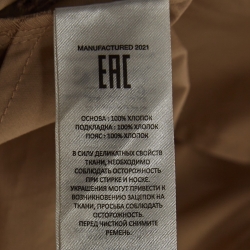 MANUFACTURED 2021
EAC
ОСНОВА : 100% ХЛОПОК
ПОДКЛАДКА : 100% ХЛОПОК
ПОЯС : 100% ХЛОПОК
В СИЛУ ДЕЛИКАТНЫХ СВОЙСТВ
ТКАНИ, НЕОБХОДИМО
СОБЛЮДАТЬ ОСТОРОЖНОСТЬ
ПРИ СТИРКЕ И НОСКЕ.
УКРАШЕНИЯ МОГУТ ПРИВЕСТИ К
ВОЗНИКНОВЕНИЮ ЗАЦЕПОК НА
ТКАНИ, ПРОСЬБА СОБЛЮДАТЬ
ОСТОРОЖНОСТЬ.
ПЕРЕД ЧИСТКОЙ СНИМИТЕ
РЕМЕНЬ.